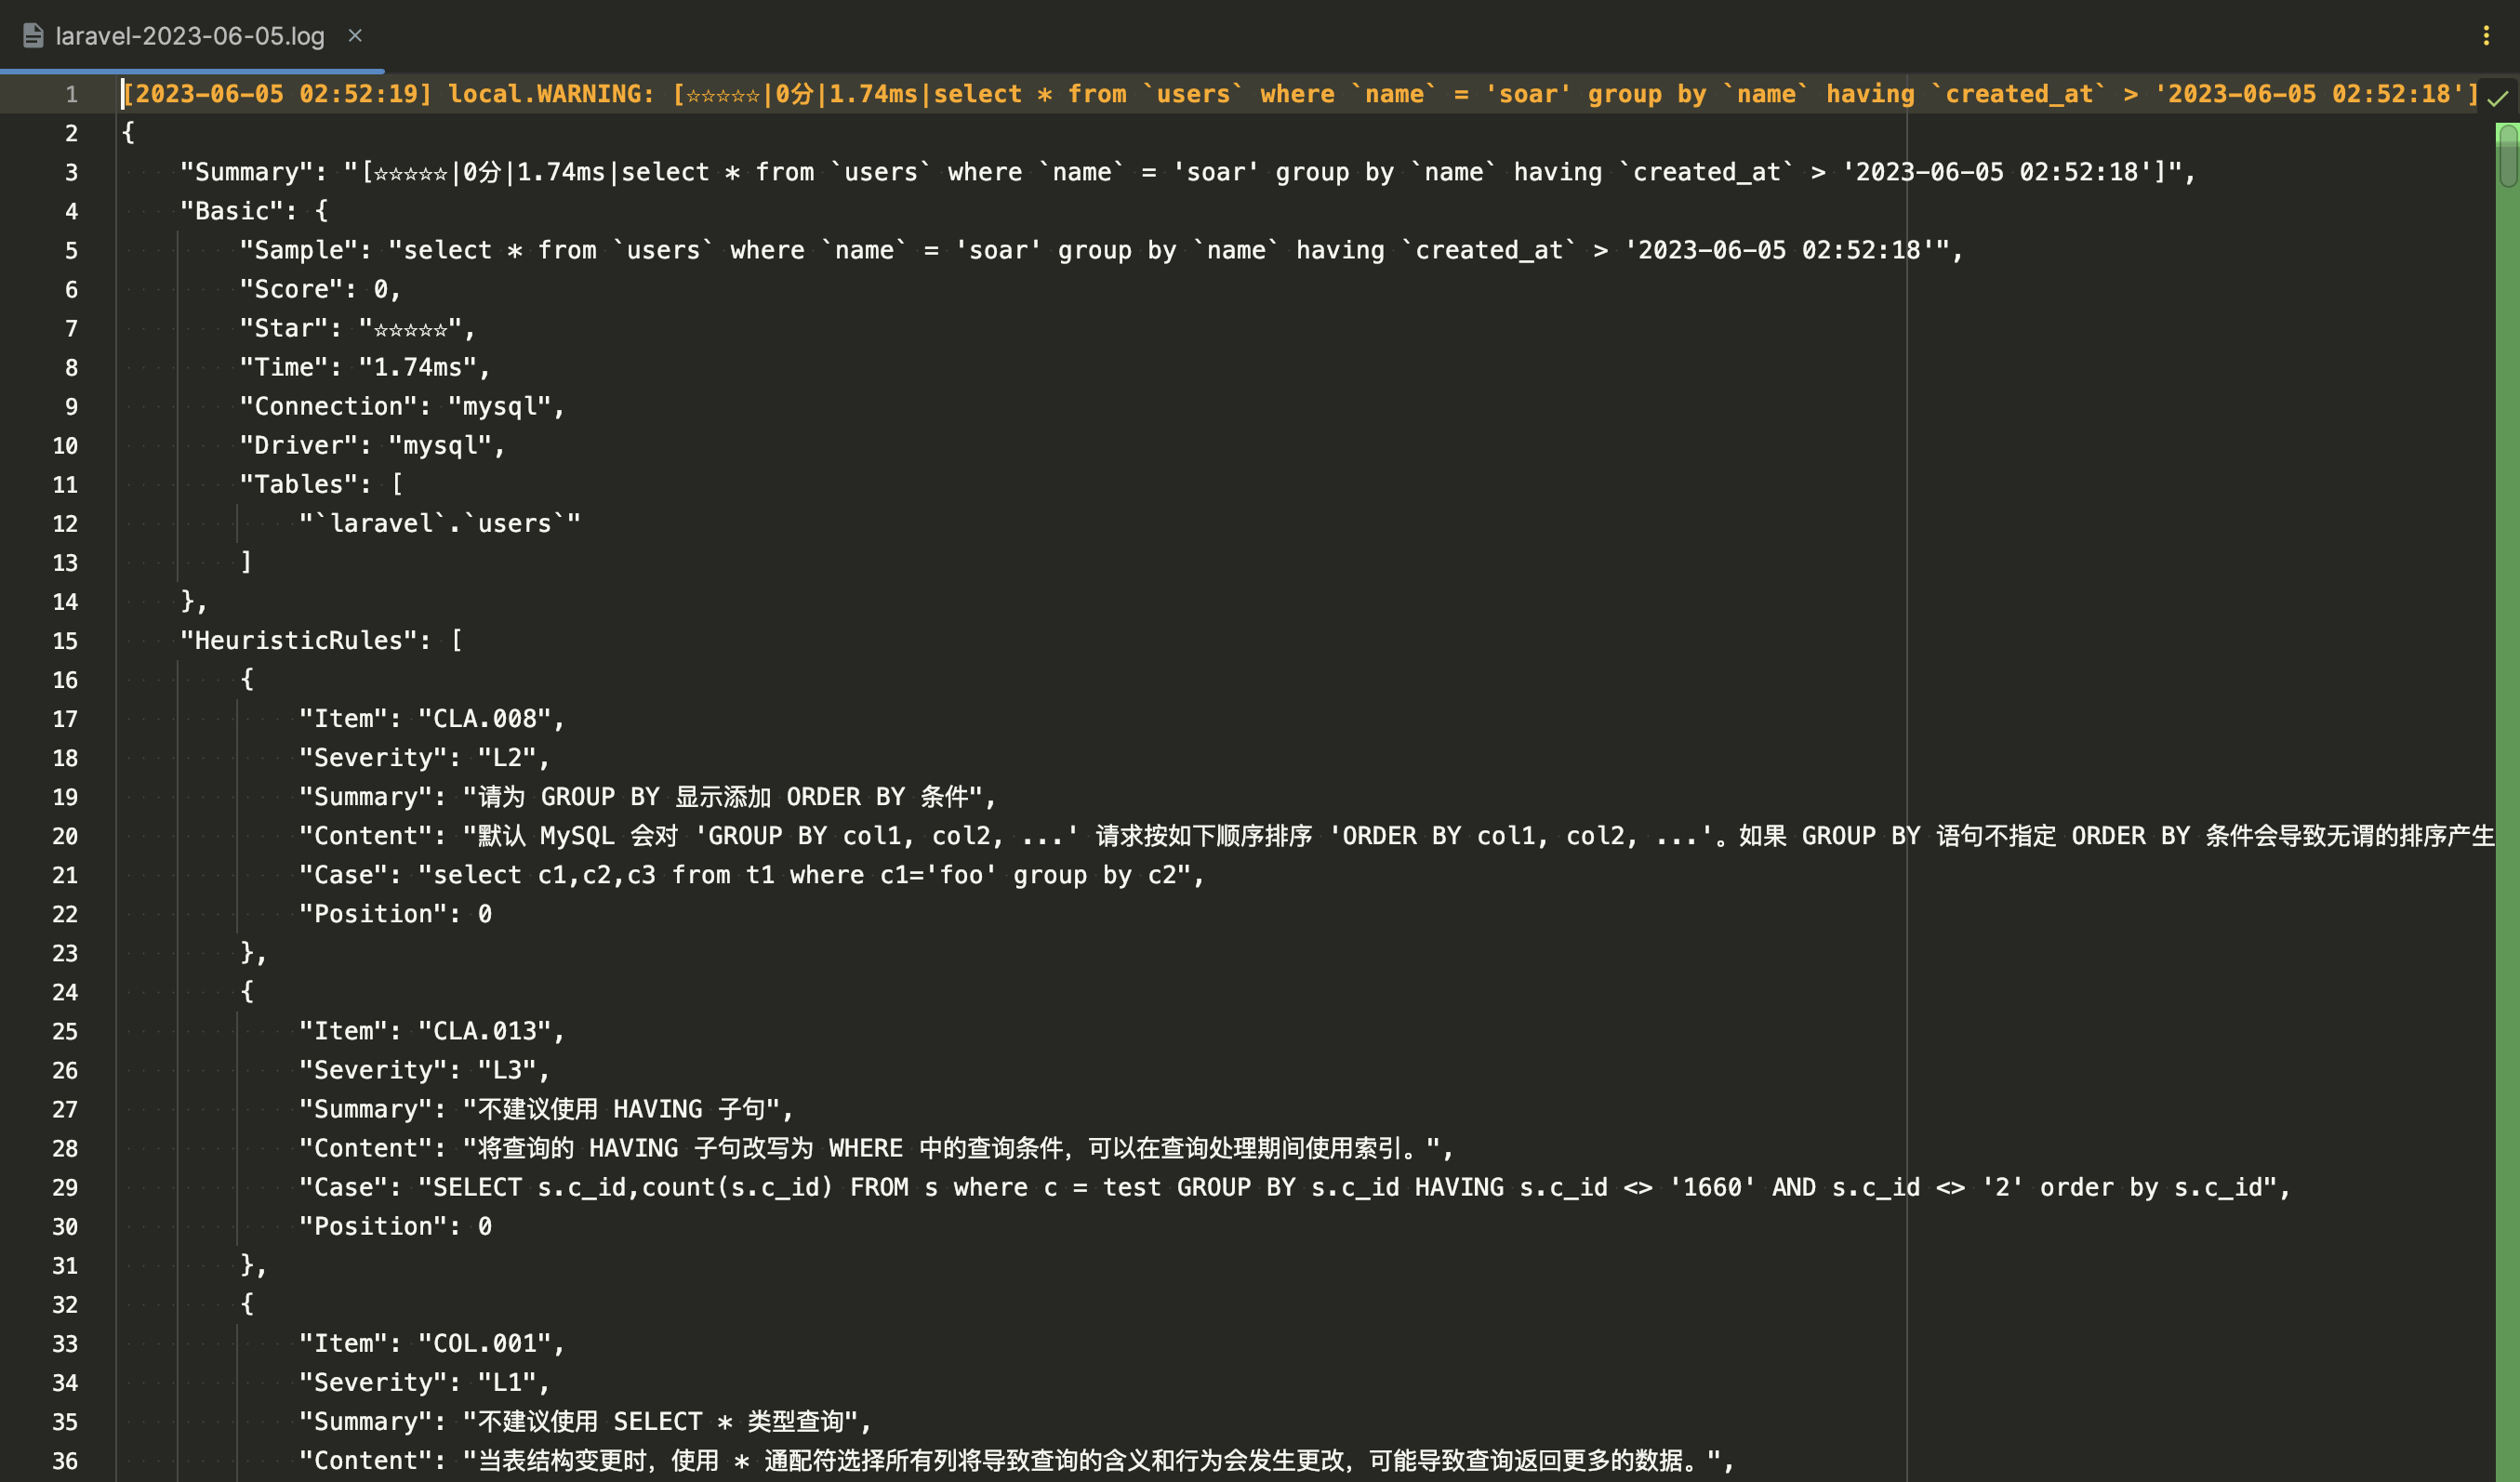 laravel-2023-06-05.log
1 [2023-06-05 02:52:19] local.WARNING: [☆☆☆☆☆|0分|1.74ms|select * from `users` where `name` = 'soar' group by `name` having `created_at` > '2023-06-05 02:52:18']
2 {
3     "Summary": "[☆☆☆☆☆|0分|1.74ms|select * from `users` where `name` = 'soar' group by `name` having `created_at` > '2023-06-05 02:52:18']",
4     "Basic": {
5         "Sample": "select * from `users` where `name` = 'soar' group by `name` having `created_at` > '2023-06-05 02:52:18'",
6         "Score": 0,
7         "Star": "☆☆☆☆☆",
8         "Time": "1.74ms",
9         "Connection": "mysql",
10         "Driver": "mysql",
11         "Tables": [
12             "`laravel`.`users`"
13         ]
14     },
15     "HeuristicRules": [
16         {
17             "Item": "CLA.008",
18             "Severity": "L2",
19             "Summary": "请为 GROUP BY 显示添加 ORDER BY 条件",
20             "Content": "默认 MySQL 会对 'GROUP BY col1, col2, ...' 请求按如下顺序排序 'ORDER BY col1, col2, ...'。如果 GROUP BY 语句不指定 ORDER BY 条件会导致无谓的排序产生
21             "Case": "select c1,c2,c3 from t1 where c1='foo' group by c2",
22             "Position": 0
23         },
24         {
25             "Item": "CLA.013",
26             "Severity": "L3",
27             "Summary": "不建议使用 HAVING 子句",
28             "Content": "将查询的 HAVING 子句改写为 WHERE 中的查询条件，可以在查询处理期间使用索引。",
29             "Case": "SELECT s.c_id,count(s.c_id) FROM s where c = test GROUP BY s.c_id HAVING s.c_id <> '1660' AND s.c_id <> '2' order by s.c_id",
30             "Position": 0
31         },
32         {
33             "Item": "COL.001",
34             "Severity": "L1",
35             "Summary": "不建议使用 SELECT * 类型查询",
36             "Content": "当表结构变更时，使用 * 通配符选择所有列将导致查询的含义和行为会发生更改，可能导致查询返回更多的数据。",